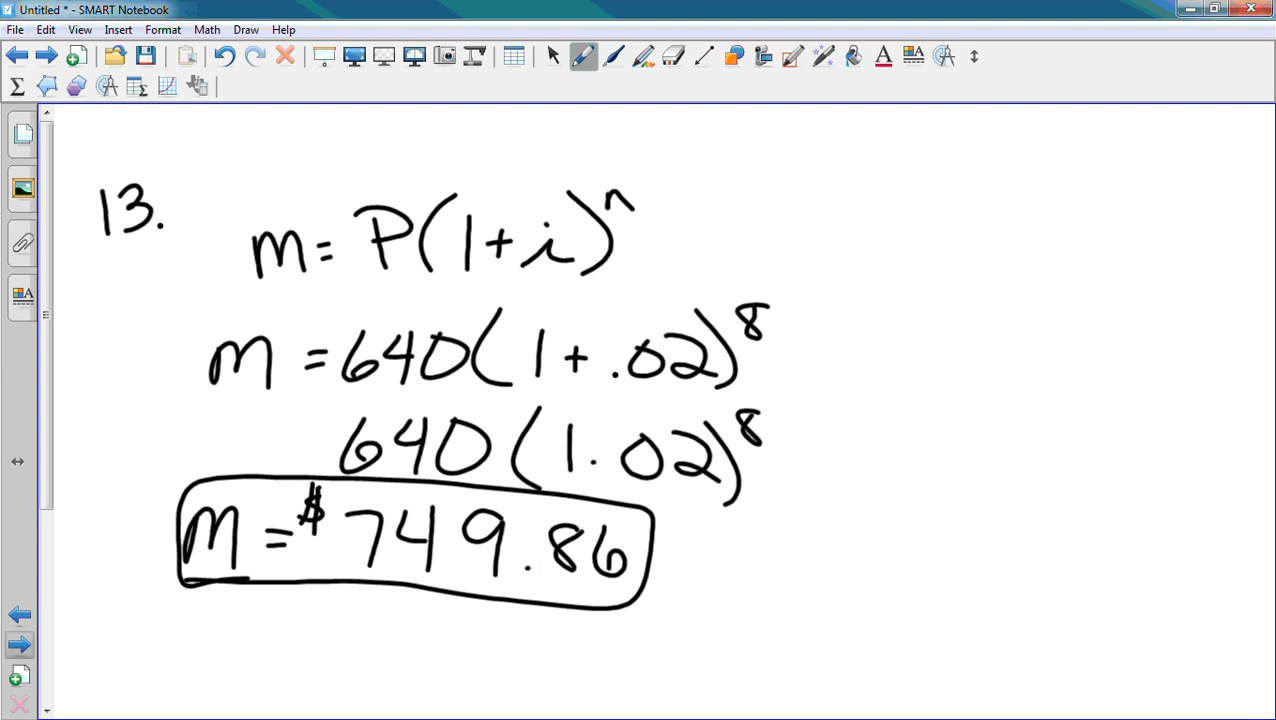 Untitled * - SMART Notebook
File Edit View Insert Format Math Draw Help
13.
m = P(1+i)^n
m = 640(1 + .02)^8
640(1.02)^8
m = $749.86